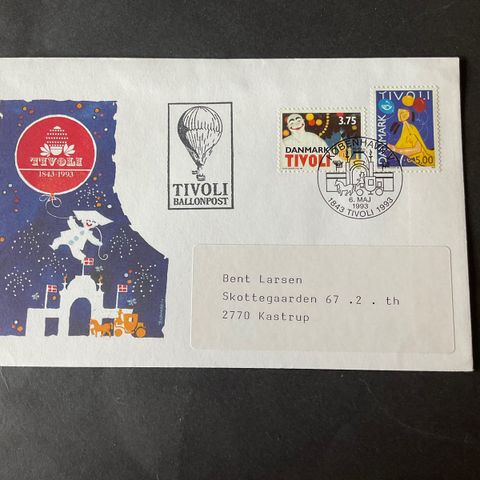 TIVOLI
1843-1993
TIVOLI
BALLONPOST
3.75
DANMARK
TIVOLI
TIVOLI
DANMARK
5.00
KØBENHAVN
6. MAJ
1993
1843 TIVOLI 1993
Bent Larsen
Skottegaarden 67 .2 . th
2770 Kastrup